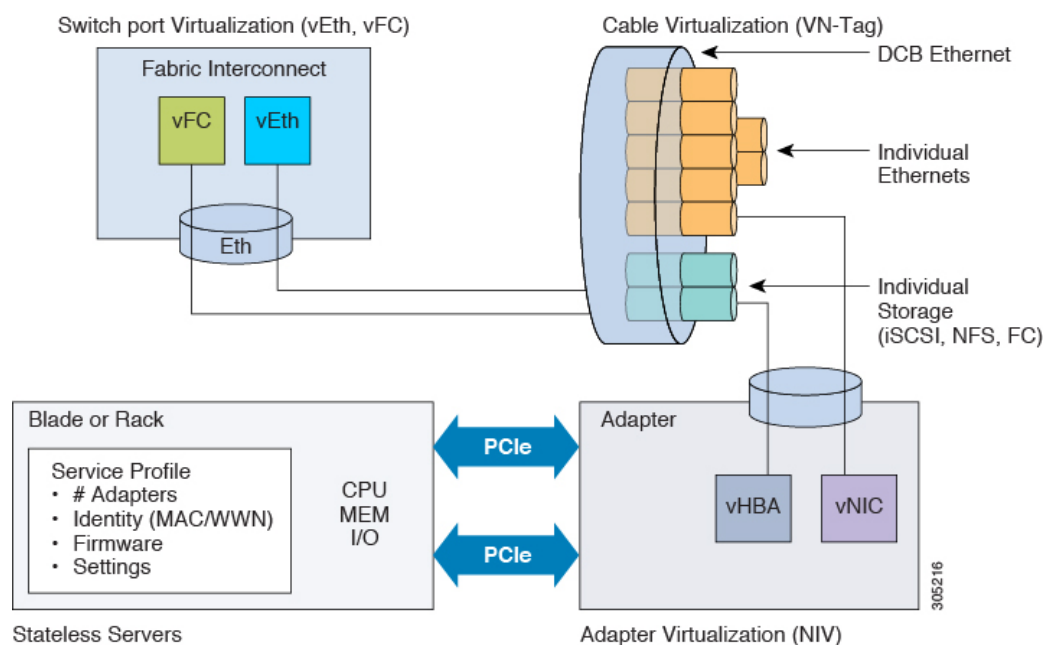 Switch port Virtualization (vEth, vFC)
Fabric Interconnect
vFC
vEth
Eth
Cable Virtualization (VN-Tag)
DCB Ethernet
Individual
Ethernets
Individual
Storage
(iSCSI, NFS, FC)
Blade or Rack
Service Profile
• # Adapters
• Identity (MAC/WWN)
• Firmware
• Settings
CPU
MEM
I/O
PCIe
PCIe
Adapter
vHBA
vNIC
305216
Stateless Servers
Adapter Virtualization (NIV)